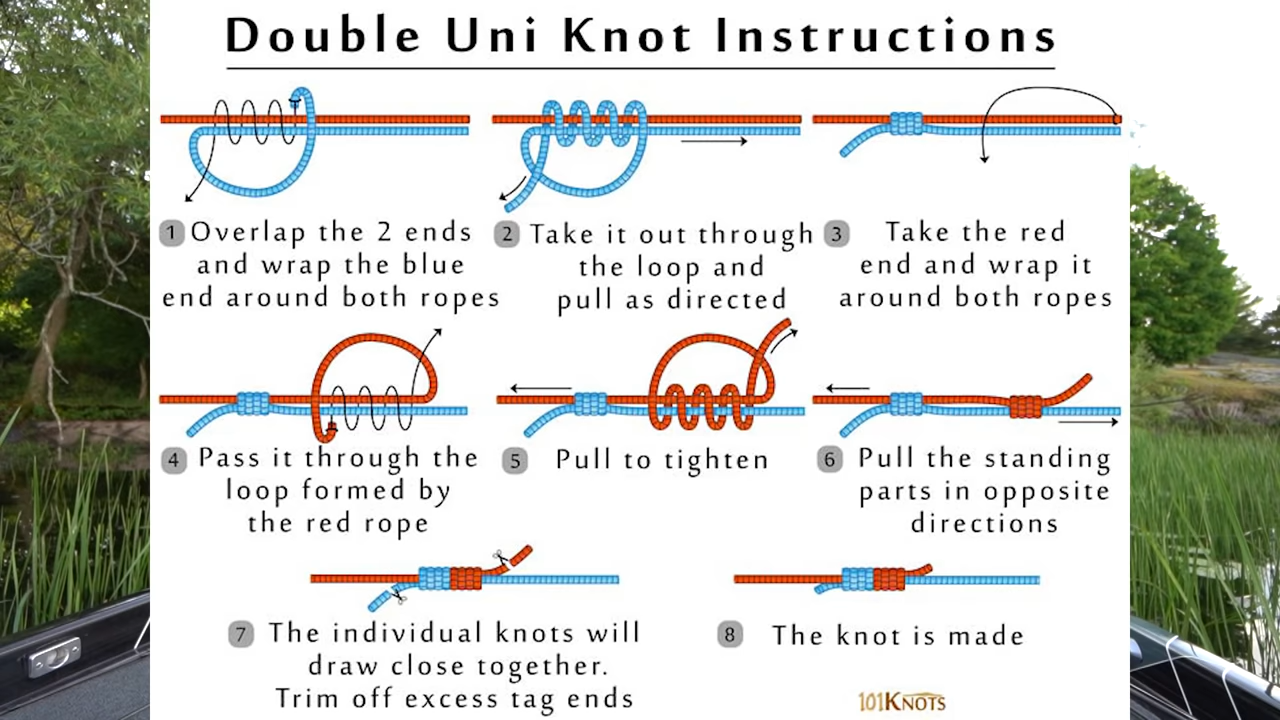 Double Uni Knot Instructions
1 Overlap the 2 ends
and wrap the blue
end around both ropes
2 Take it out through
the loop and
pull as directed
3 Take the red
end and wrap it
around both ropes
4 Pass it through the
loop formed by
the red rope
5 Pull to tighten
6 Pull the standing
parts in opposite
directions
7 The individual knots will
draw close together.
Trim off excess tag ends
8 The knot is made
101KNOTS